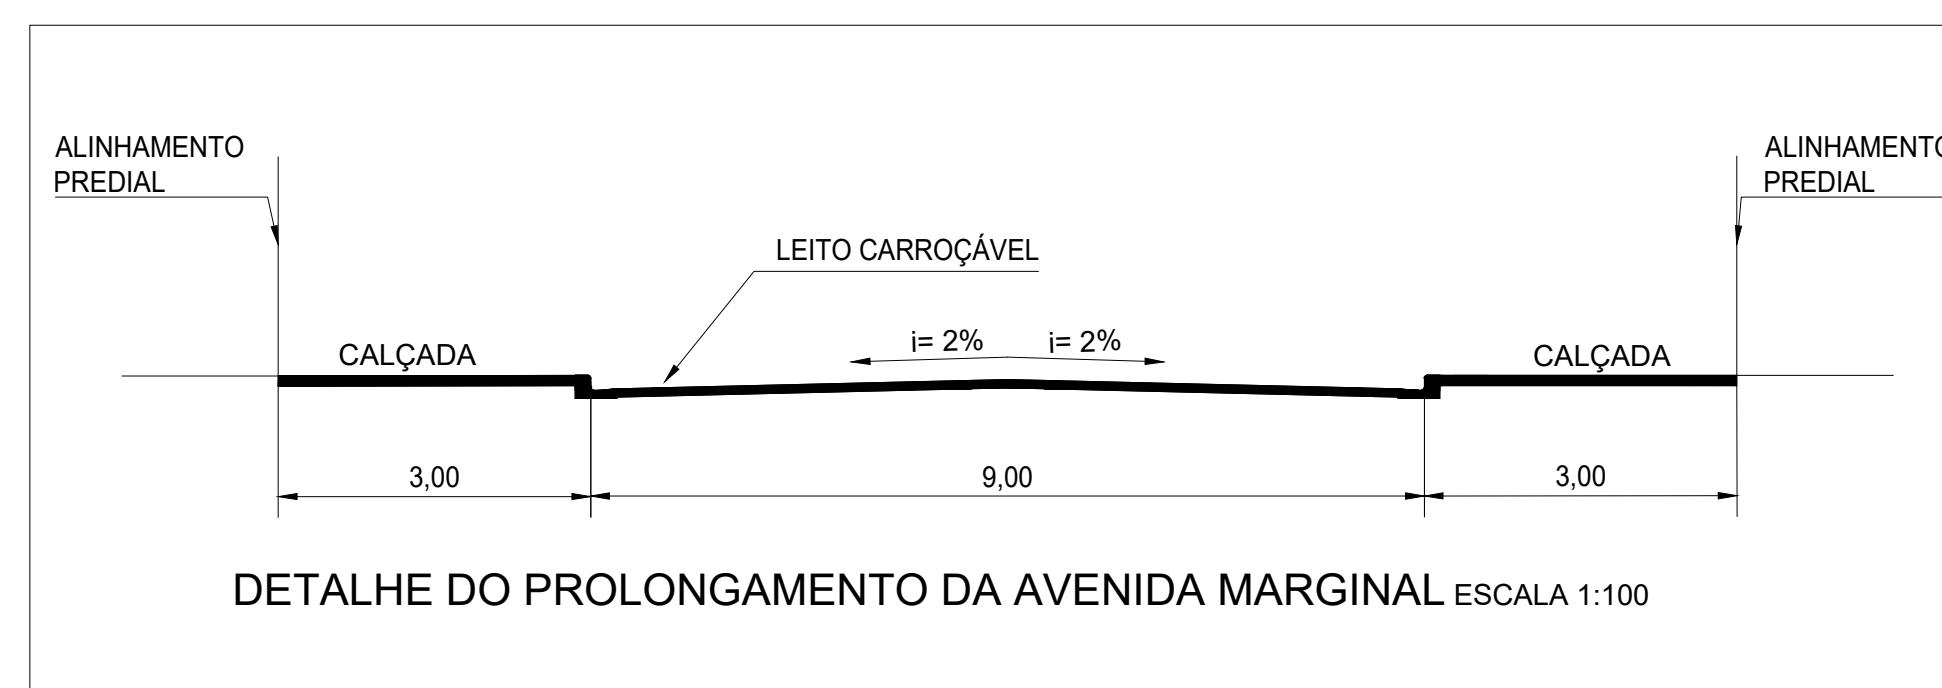 ALINHAMENTO
PREDIAL
ALINHAMENTO
PREDIAL
LEITO CARROÇÁVEL
i= 2% i= 2%
CALÇADA
CALÇADA
3,00 9,00 3,00
DETALHE DO PROLONGAMENTO DA AVENIDA MARGINAL ESCALA 1:100